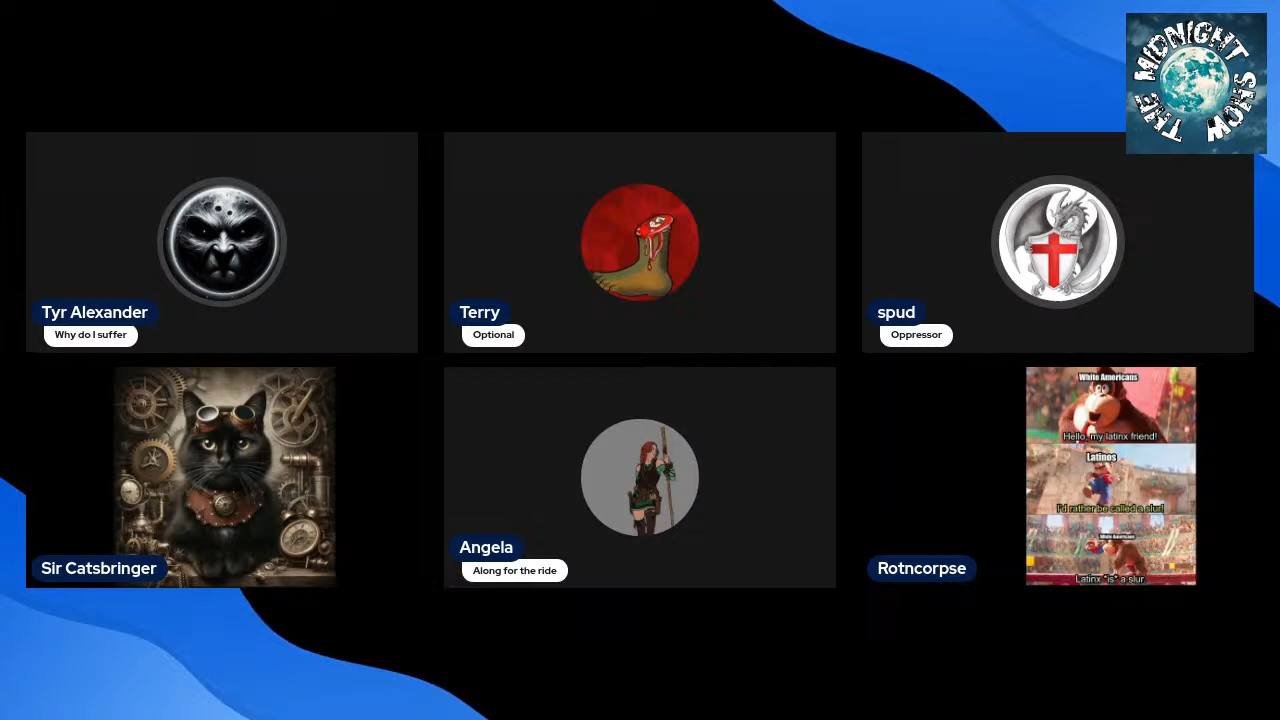 THE MIDNIGHT SHOW
Tyr Alexander
Why do I suffer
Terry
Optional
spud
Oppressor
Sir Catsbringer
Angela
Along for the ride
Rotncorpse
White Americans
Hello, my latinx friend!
Latinos
I'd rather be called a slur!
White Americans
Latinx *is* a slur